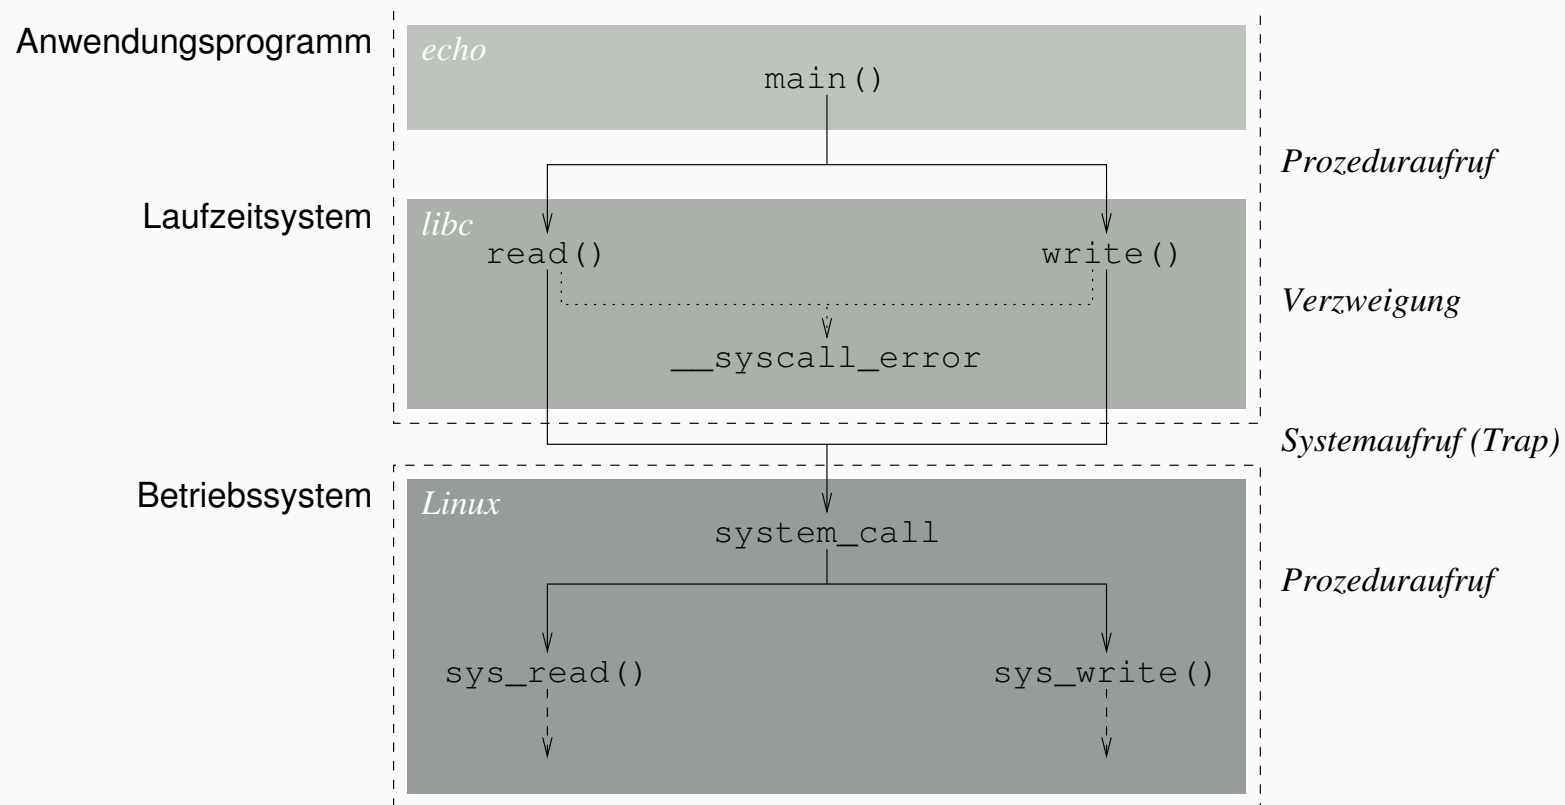 Anwendungsprogramm
echo
main()
Prozeduraufruf
Laufzeitsystem
libc
read()
write()
Verzweigung
__syscall_error
Systemaufruf (Trap)
Betriebssystem
Linux
system_call
Prozeduraufruf
sys_read()
sys_write()